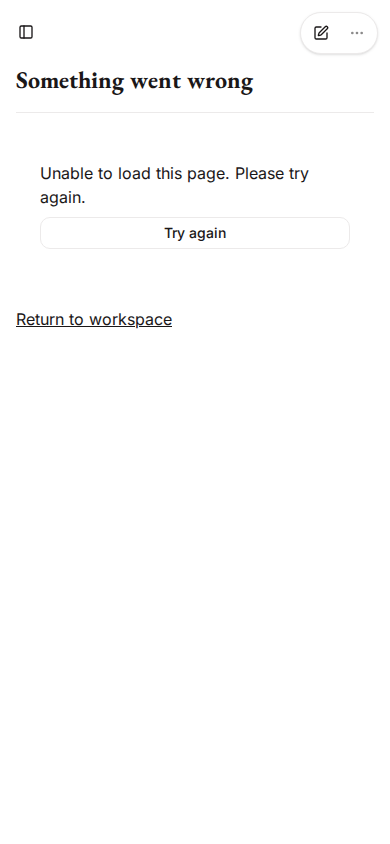 Something went wrong
Unable to load this page. Please try
again.
Try again
Return to workspace